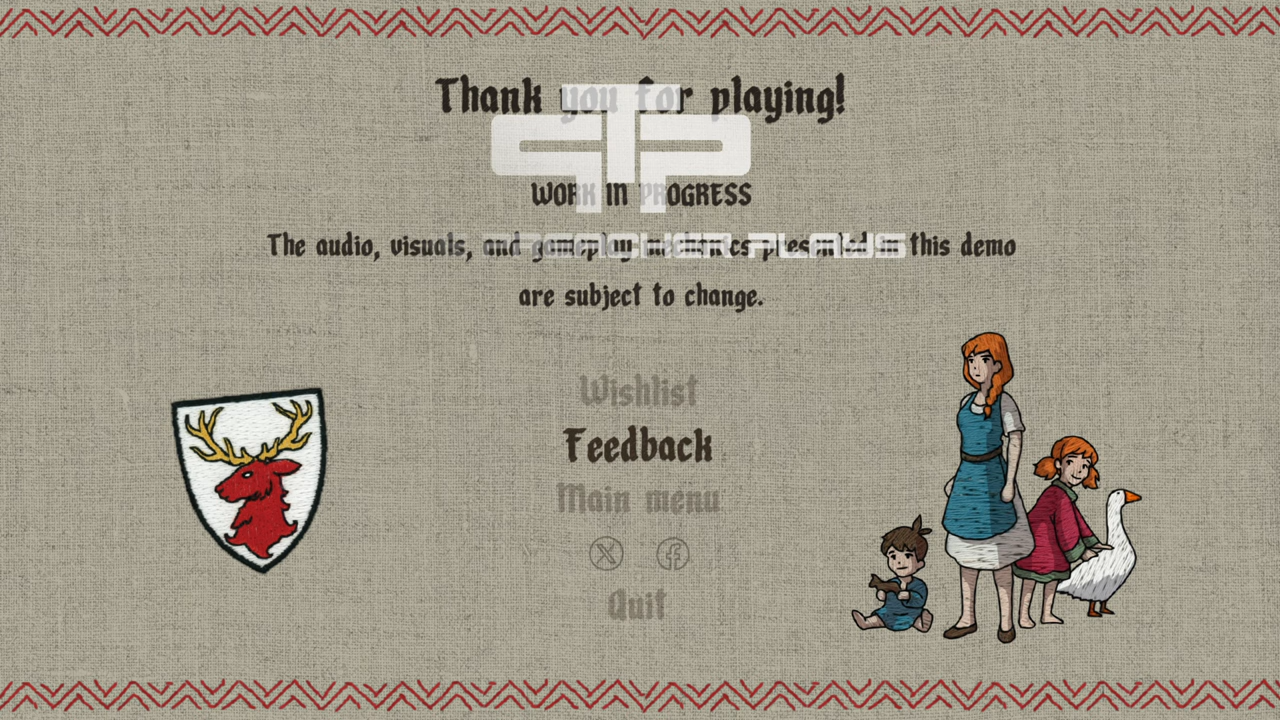 Thank you for playing!
WORK IN PROGRESS
The audio, visuals, and gameplay mechanics presented in this demo
are subject to change.
Wishlist
Feedback
Main menu
Quit